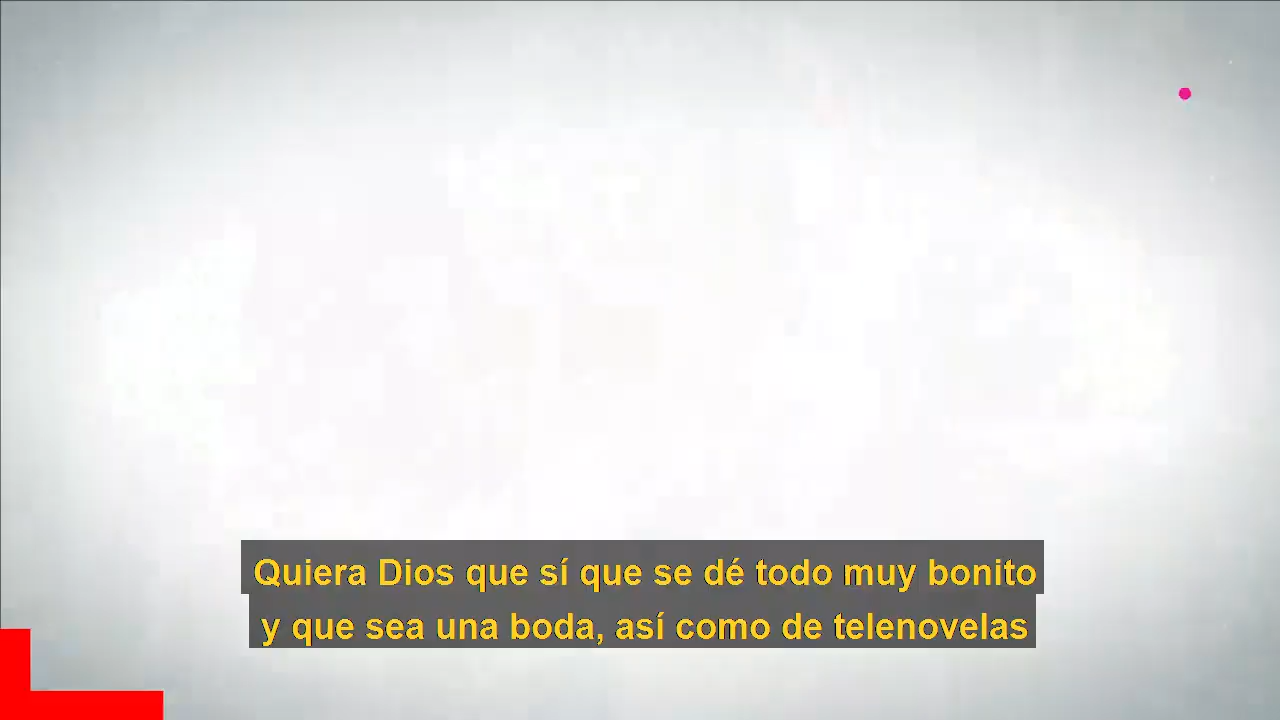 Quiera Dios que sí que se dé todo muy bonito
y que sea una boda, así como de telenovelas